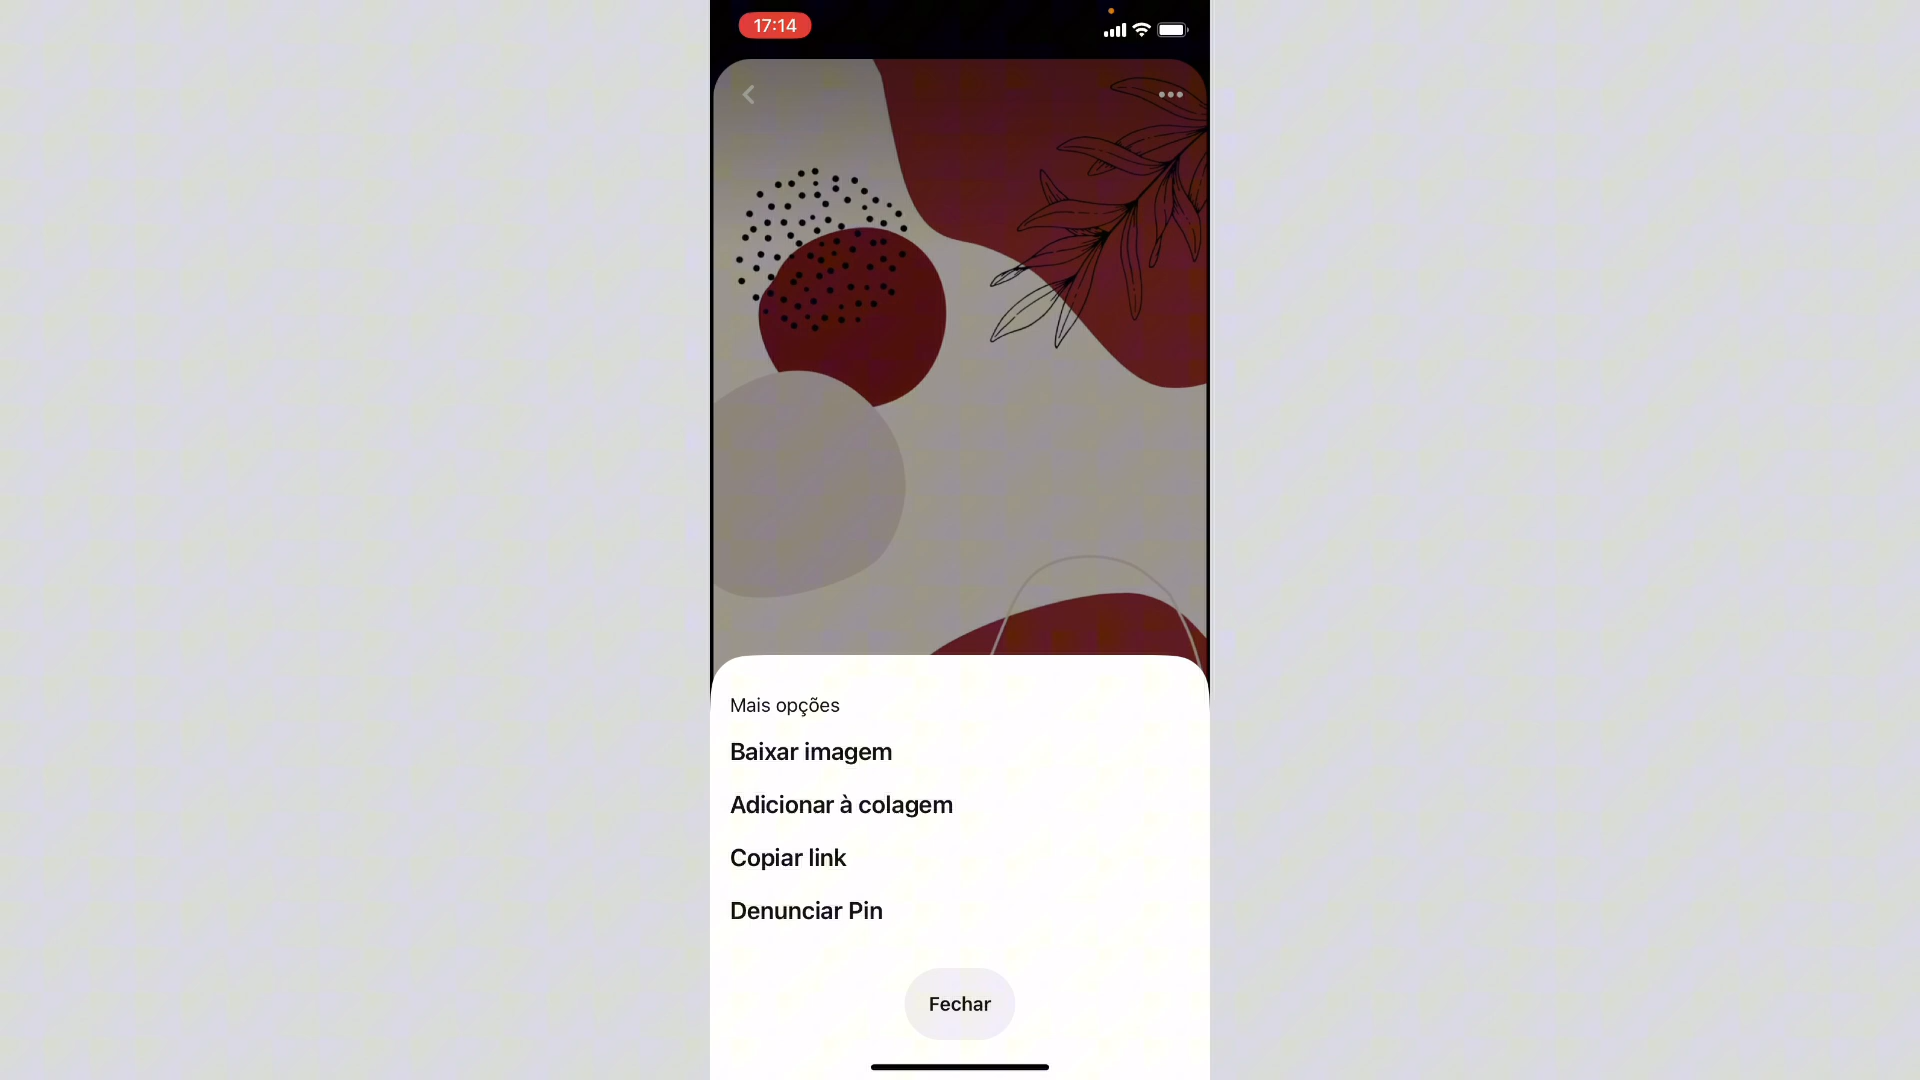 17:14
Mais opções
Baixar imagem
Adicionar à colagem
Copiar link
Denunciar Pin
Fechar